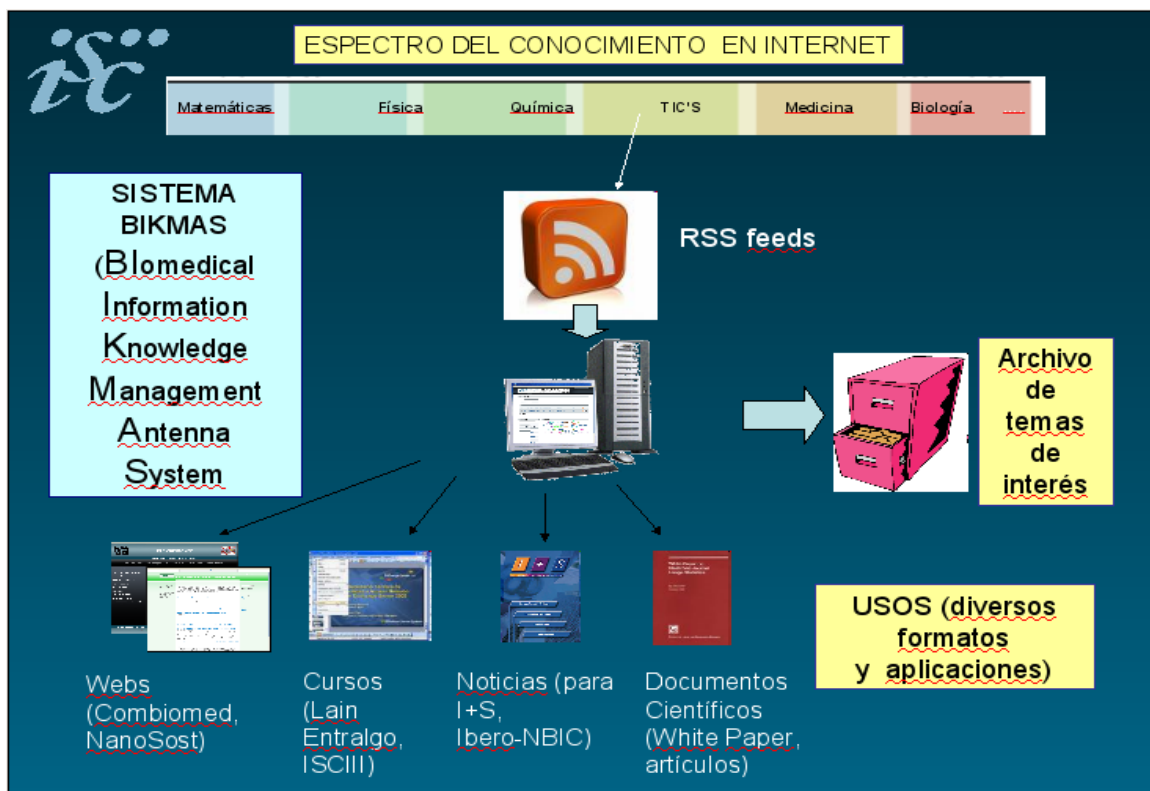 isciii
ESPECTRO DEL CONOCIMIENTO EN INTERNET
Matemáticas Física Química TIC'S Medicina Biología ....
SISTEMA
BIKMAS
(BIomedical
Information
Knowledge
Management
Antenna
System
RSS feeds
Archivo
de
temas
de
interés
USOS (diversos
formatos
y aplicaciones)
Webs
(Combiomed,
NanoSost)
Cursos
(Lain
Entralgo,
ISCIII)
Noticias (para
I+S,
Ibero-NBIC)
Documentos
Científicos
(White Paper,
artículos)
I+S